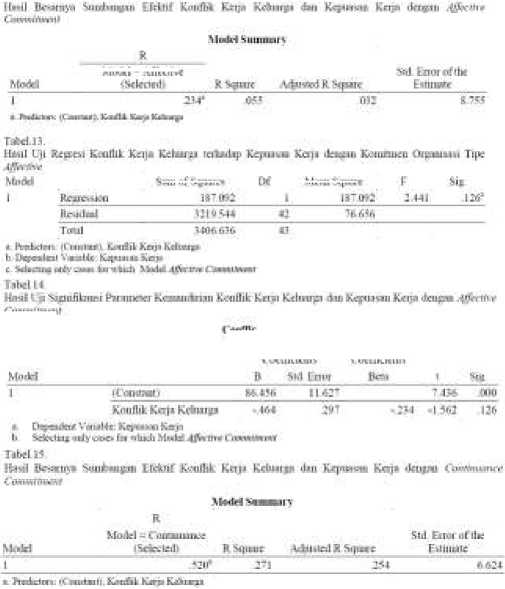 Hasil Besarnya Sumbangan Efektif Konflik Kerja Keluarga dan Kepuasan Kerja dengan Affective
Commitment
Model Summary
R
(Selected)
Model R Square Adjusted R Square Std. Error of the Estimate
1 .234ª .055 .032 8.755
a. Predictors: (Constant), Konflik Kerja Keluarga
Tabel.13.
Hasil Uji Regresi Konflik Kerja Keluarga terhadap Kepuasan Kerja dengan Komitmen Organisasi Tipe
Affective
Model Sum of Squares Df Mean Square F Sig.
1 Regression 187.092 1 187.092 2.441 .126ª
Residual 3219.544 42 76.656
Total 3406.636 43
a. Predictors: (Constant), Konflik Kerja Keluarga
b. Dependent Variable: Kepuasan Kerja
c. Selecting only cases for which Model Affective Commitment
Tabel.14.
Hasil Uji Signifikansi Parameter Kemandirian Konflik Kerja Keluarga dan Kepuasan Kerja dengan Affective
Commitment
Model B Std. Error Beta t Sig.
1 (Constant) 86.456 11.627 7.436 .000
Konflik Kerja Keluarga -.464 .297 -.234 -1.562 .126
a. Dependent Variable: Kepuasan Kerja
b. Selecting only cases for which Model Affective Commitment
Tabel.15.
Hasil Besarnya Sumbangan Efektif Konflik Kerja Keluarga dan Kepuasan Kerja dengan Continuance
Commitment
Model Summary
R
Model = Continuance Std. Error of the
Model (Selected) R Square Adjusted R Square Estimate
1 .520ª .271 .254 6.624
a. Predictors: (Constant), Konflik Kerja Keluarga